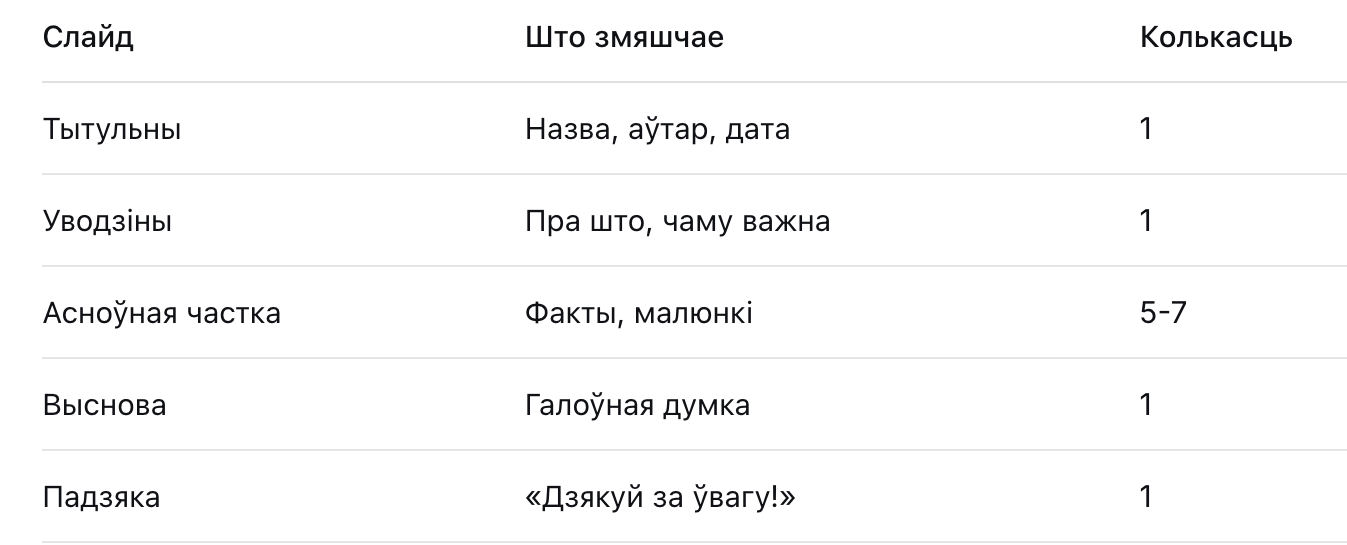 Слайд Што змяшчае Колькасць
Тытульны Назва, аўтар, дата 1
Уводзіны Пра што, чаму важна 1
Асноўная частка Факты, малюнкі 5-7
Выснова Галоўная думка 1
Падзяка «Дзякуй за ўвагу!» 1